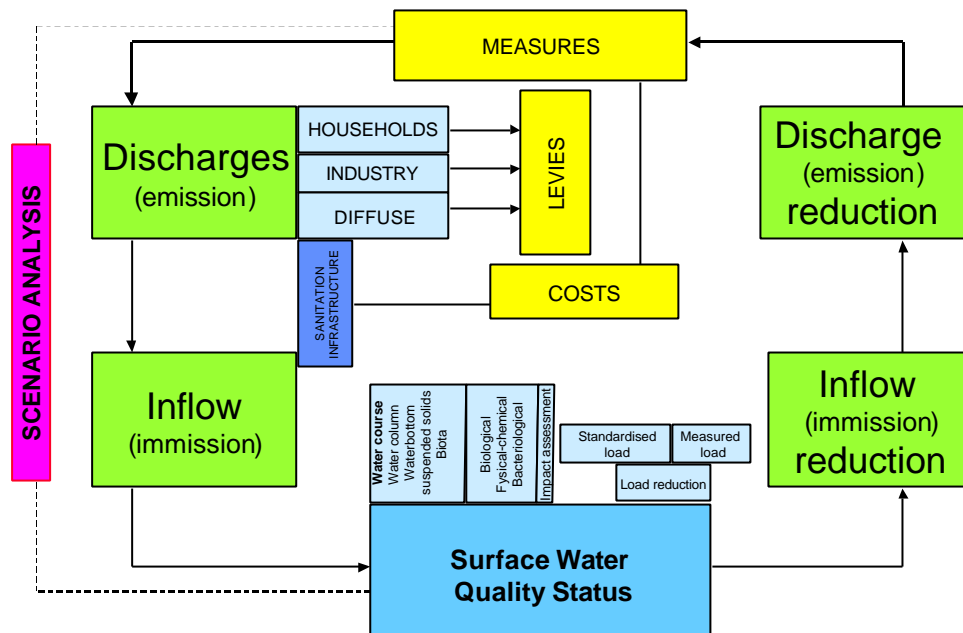 MEASURES
Discharges
(emission)
HOUSEHOLDS
INDUSTRY
DIFFUSE
LEVIES
Discharge
(emission)
reduction
SCENARIO ANALYSIS
SANITATION
INFRASTRUCTURE
COSTS
Inflow
(immission)
Water course
Water column
Waterbottom
suspended solids
Biota
Biological
Fysical-chemical
Bacteriological
Impact assessment
Standardised
load
Measured
load
Load reduction
Inflow
(immission)
reduction
Surface Water
Quality Status